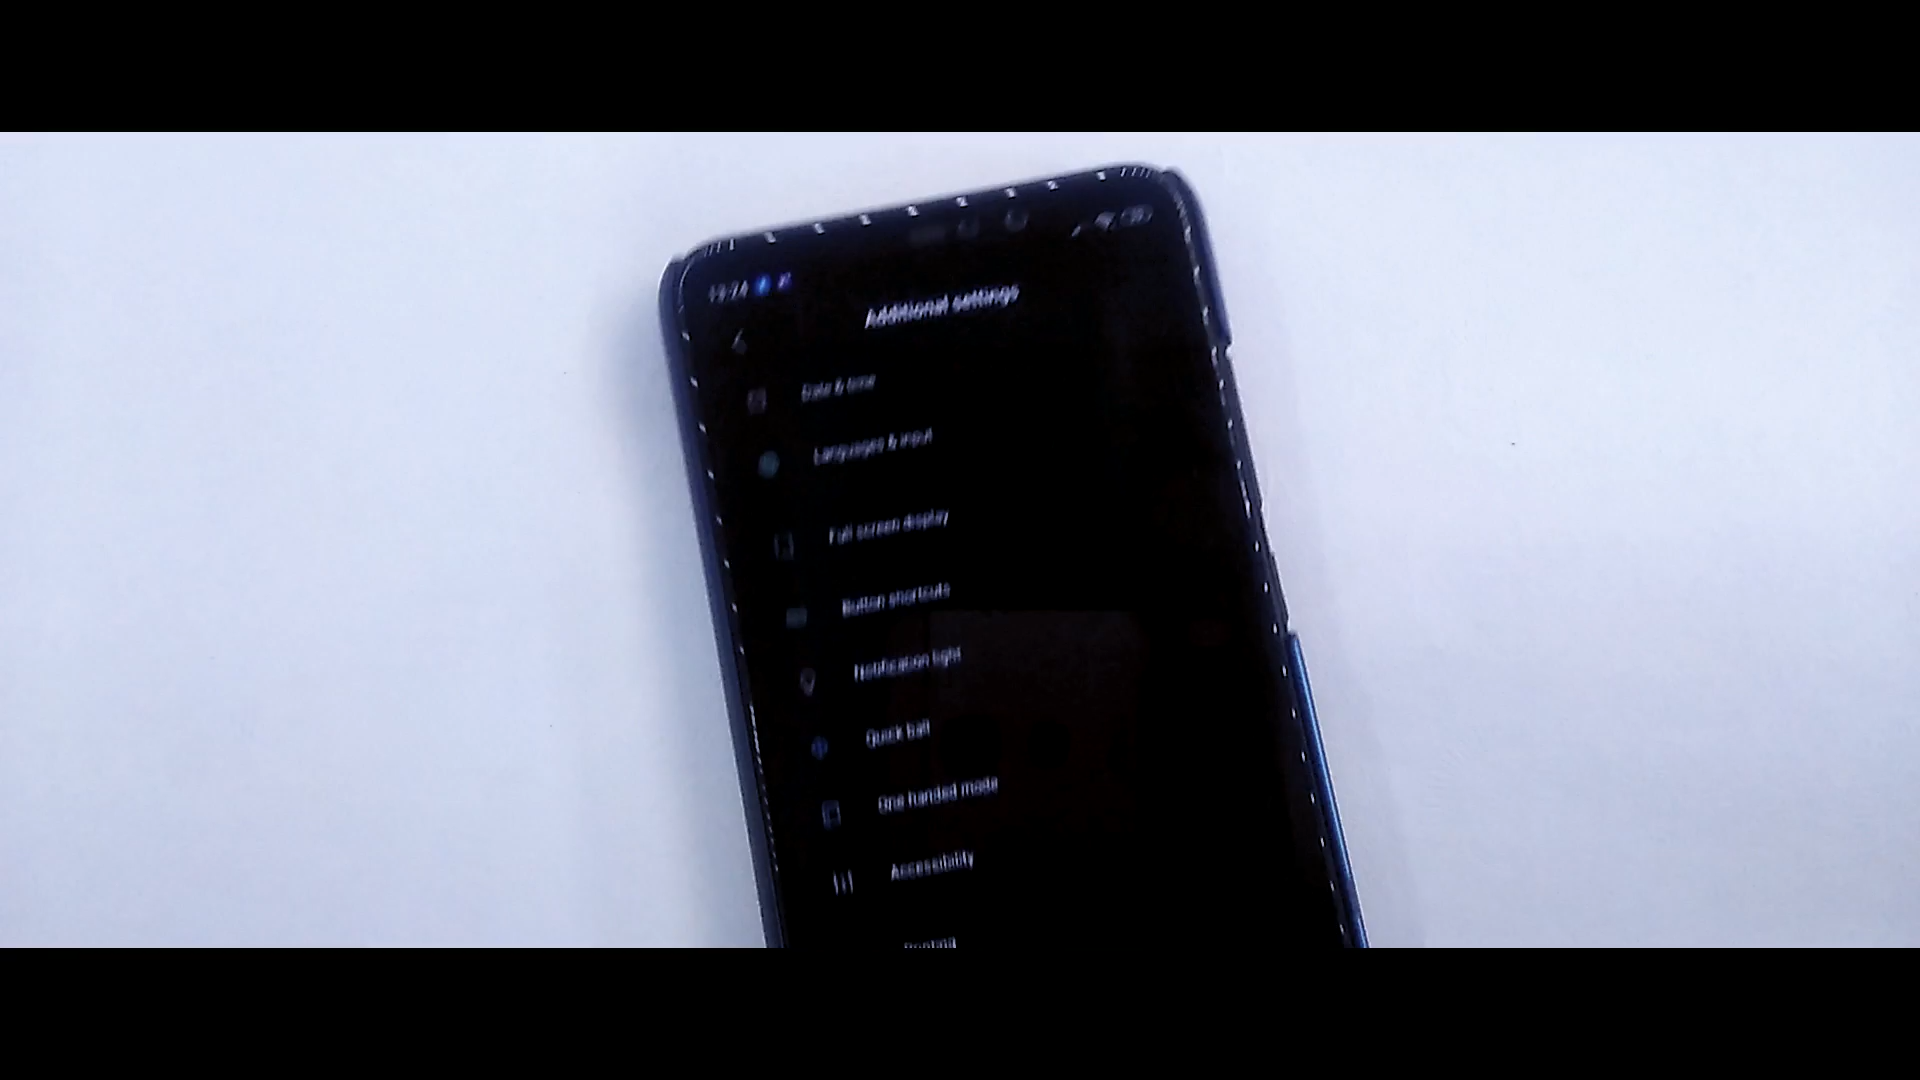 Additional settings
Date & time
Languages & input
Full screen display
Button shortcuts
Notification light
Quick ball
One handed mode
Accessibility
Printing